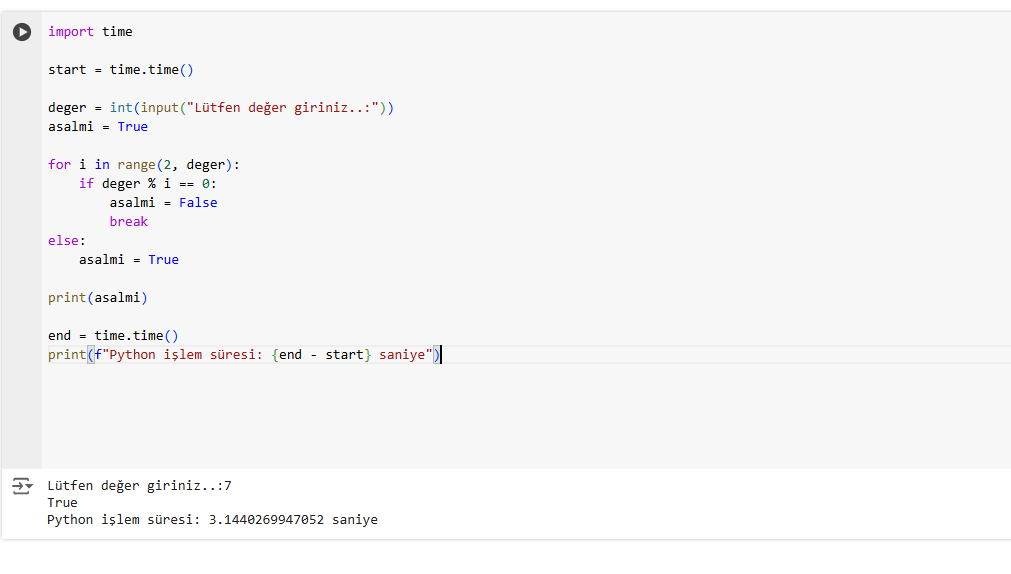 import time
start = time.time()
deger = int(input("Lütfen değer giriniz..:"))
asalmi = True
for i in range(2, deger):
    if deger % i == 0:
        asalmi = False
        break
else:
    asalmi = True
print(asalmi)
end = time.time()
print(f"Python işlem süresi: {end - start} saniye")
Lütfen değer giriniz..:7
True
Python işlem süresi: 3.1440269947052 saniye